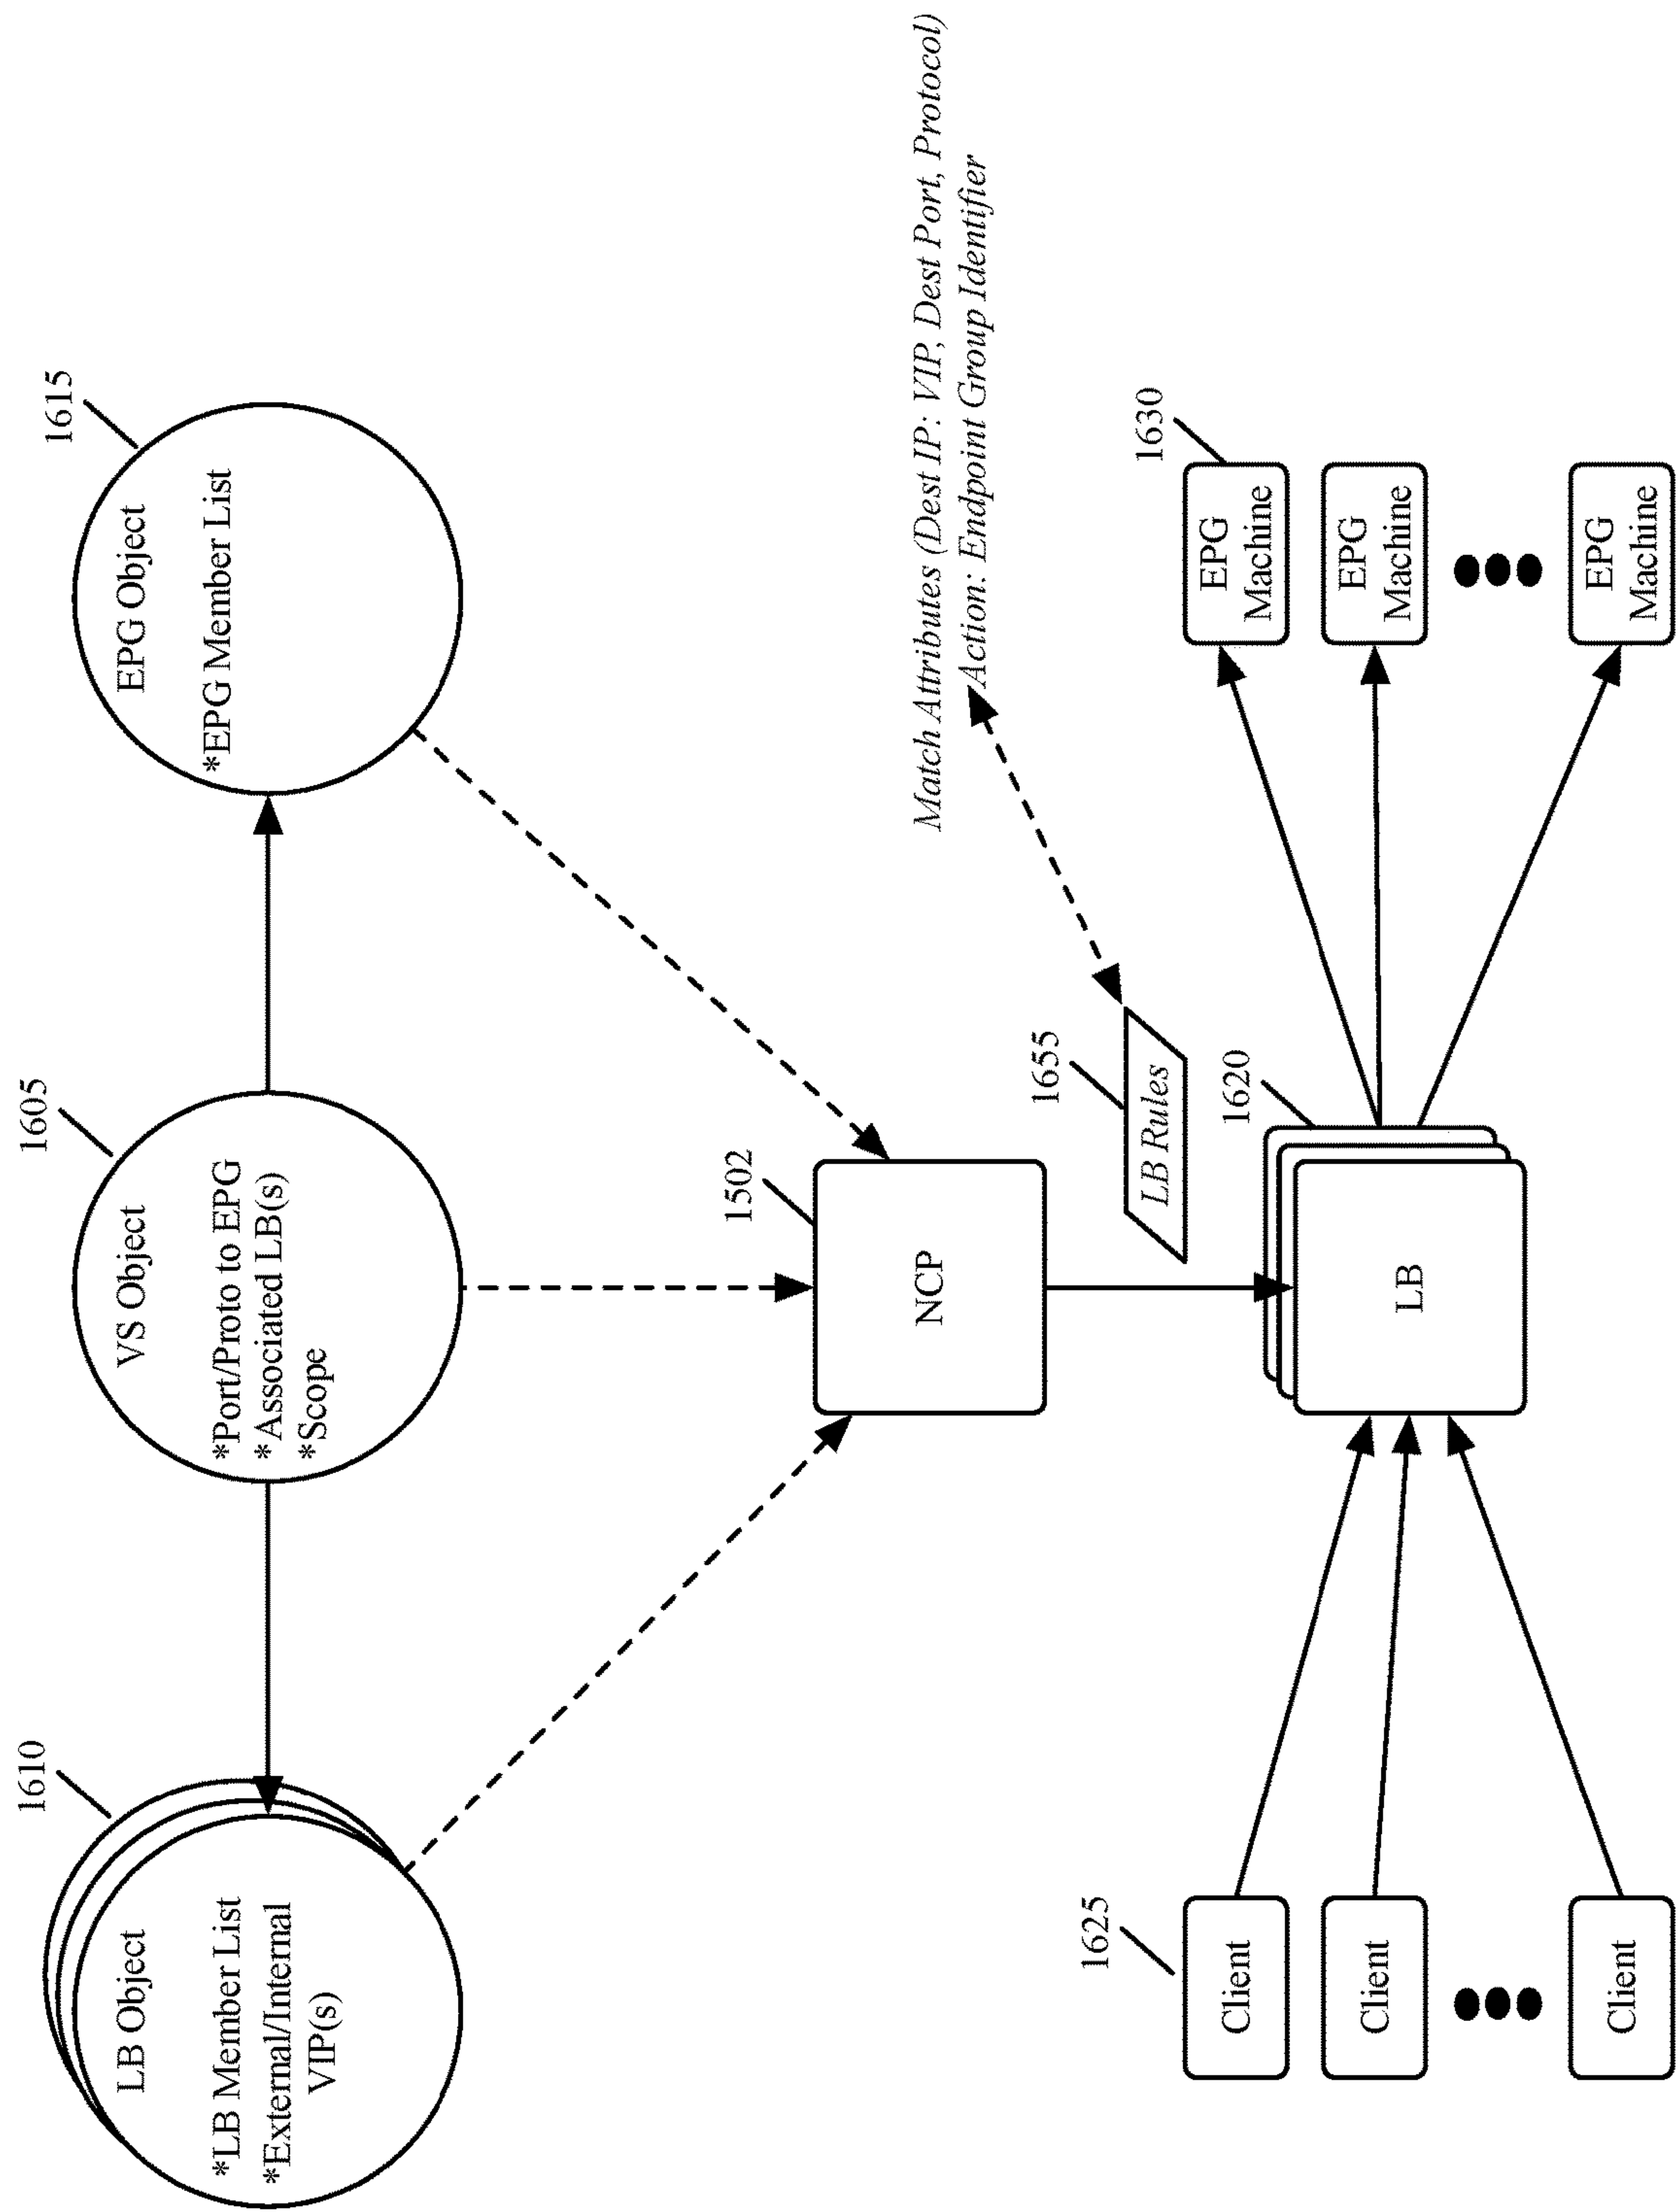 1610
1605
1615
LB Object
*LB Member List
*External/Internal
VIP(s)
VS Object
*Port/Proto to EPG
*Associated LB(s)
*Scope
EPG Object
*EPG Member List
1502
NCP
Match Attributes (Dest IP: VIP, Dest Port, Protocol)
Action: Endpoint Group Identifier
1655
LB Rules
1625
1620
1630
Client
Client
Client
LB
EPG
Machine
EPG
Machine
EPG
Machine